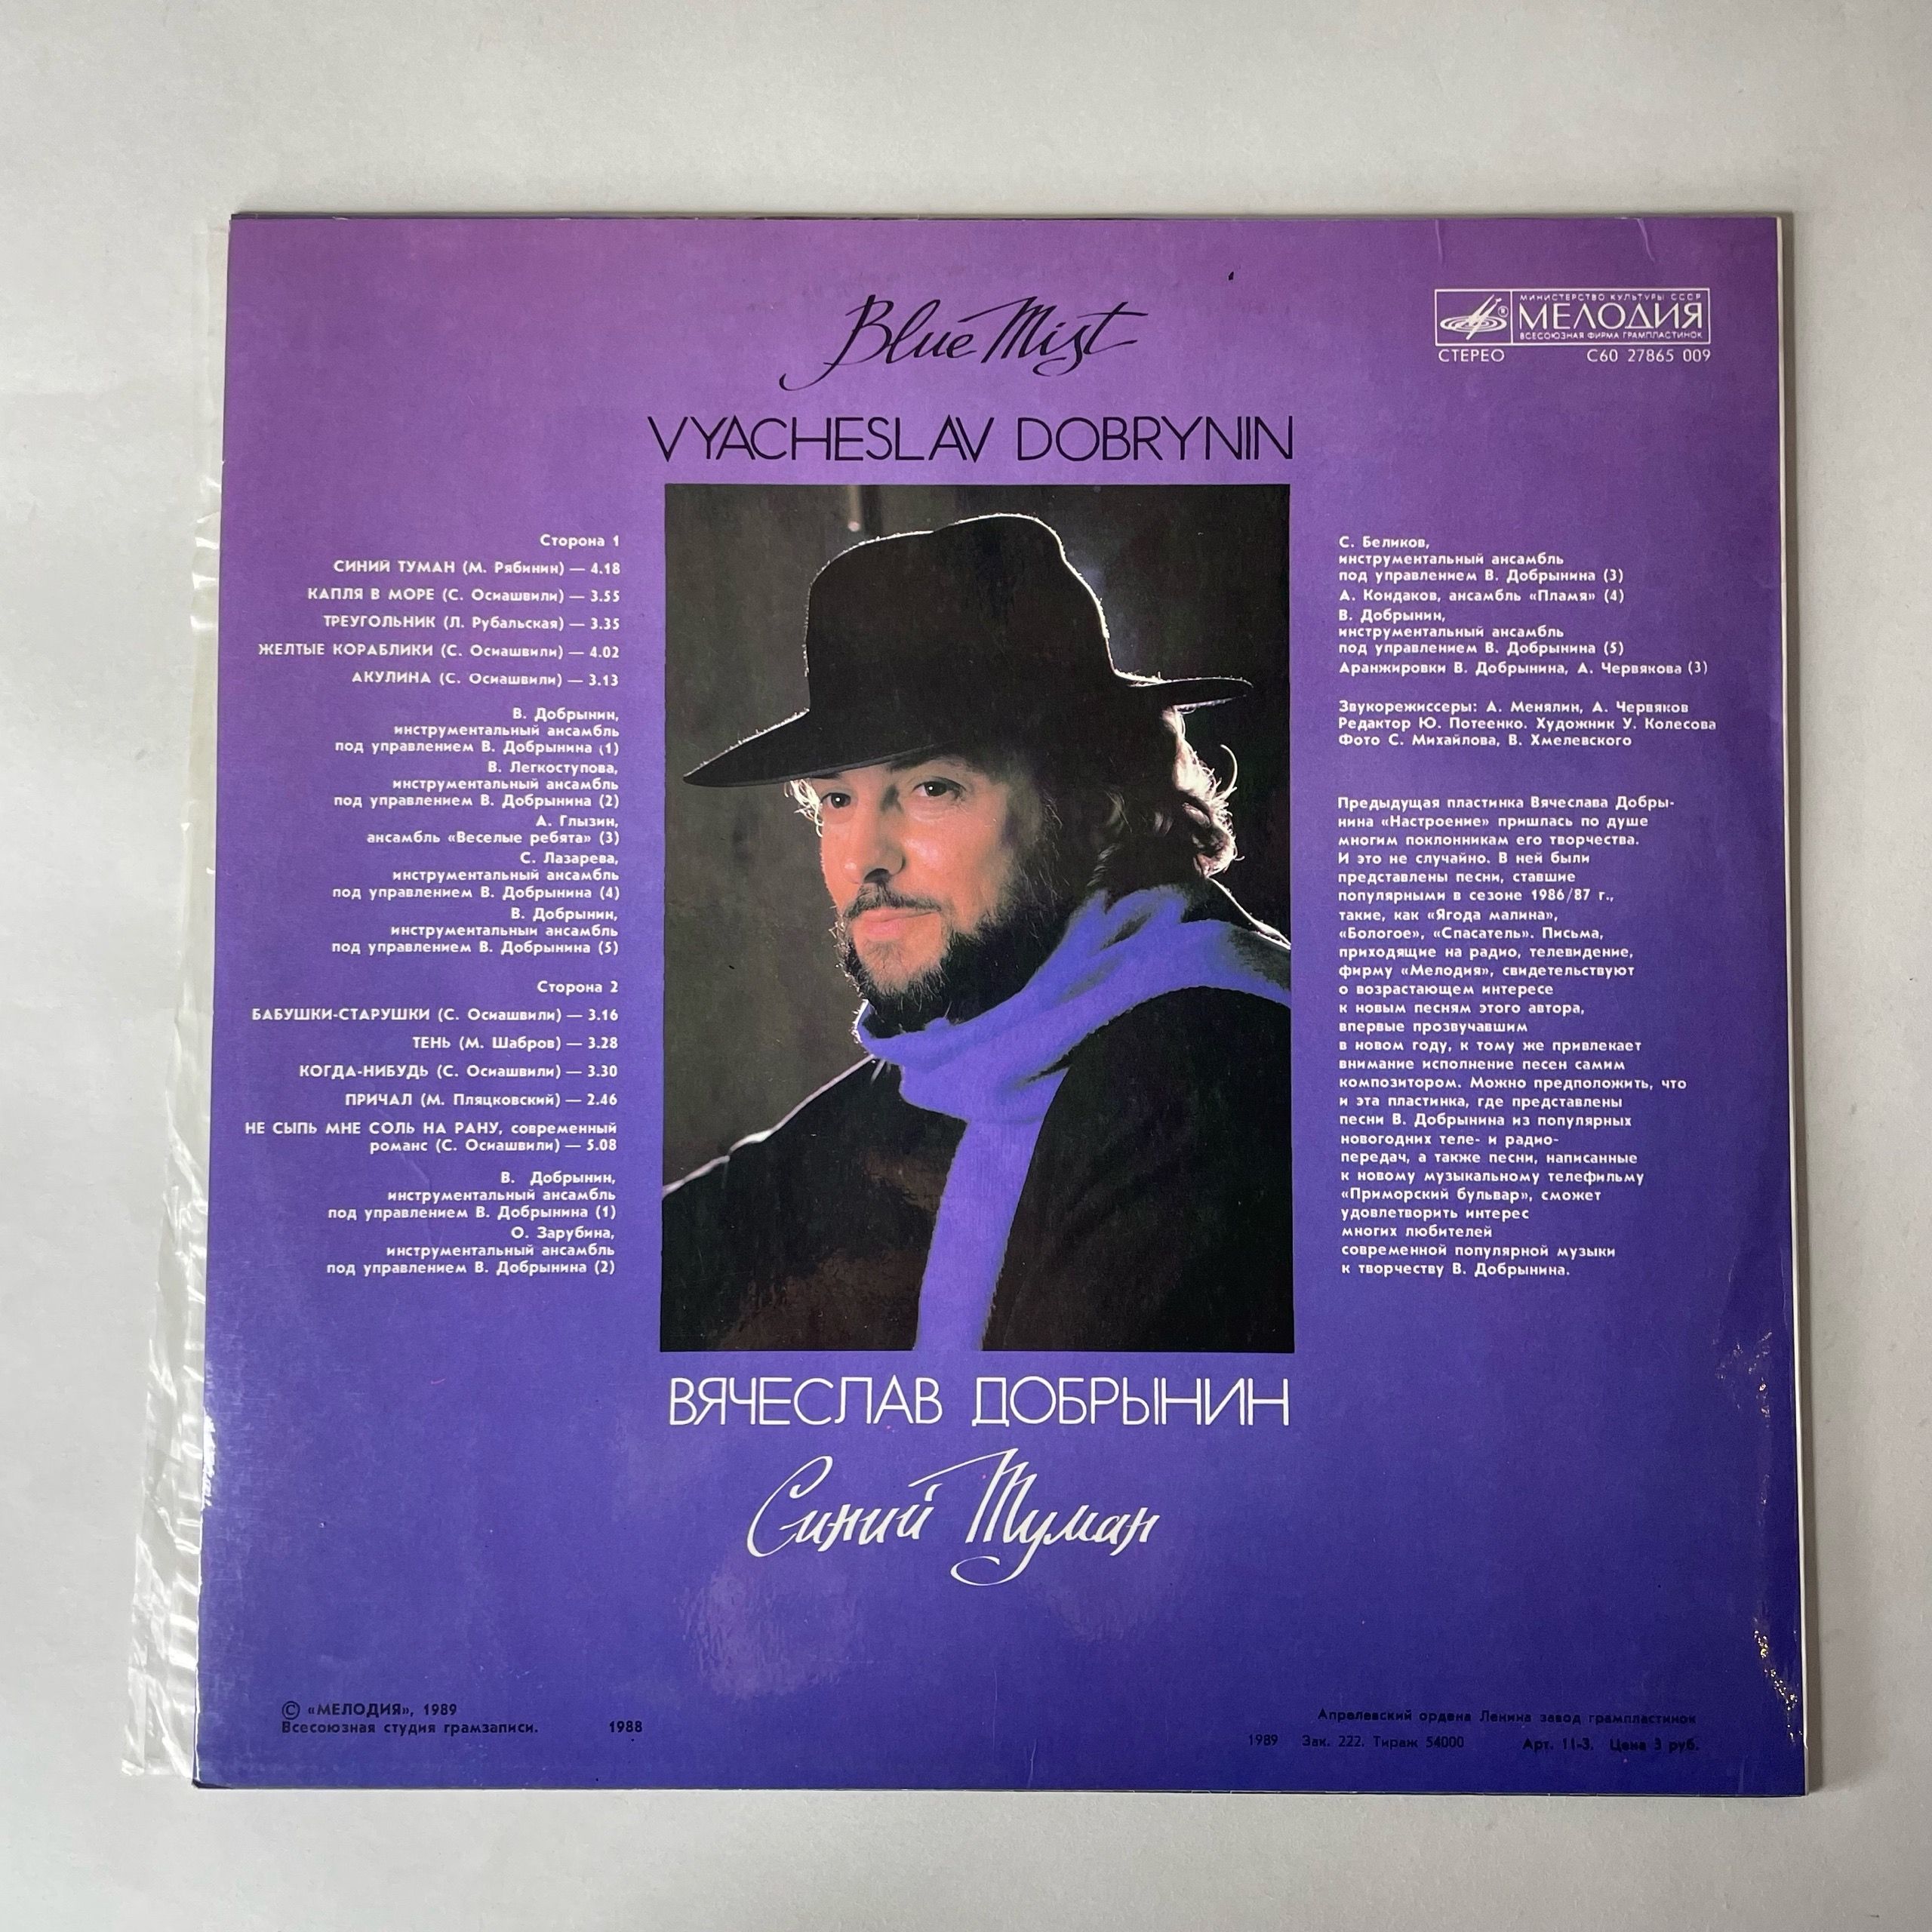 Blue Mist
МИНИСТЕРСТВО КУЛЬТУРЫ СССР
МЕЛОДИЯ
ВСЕСОЮЗНАЯ ФИРМА ГРАМПЛАСТИНОК
СТЕРЕО С60 27865 009
VYACHESLAV DOBRYNIN
Сторона 1
СИНИЙ ТУМАН (М. Рябинин) — 4.18
КАПЛЯ В МОРЕ (С. Осиашвили) — 3.55
ТРЕУГОЛЬНИК (Л. Рубальская) — 3.35
ЖЕЛТЫЕ КОРАБЛИКИ (С. Осиашвили) — 4.02
АКУЛИНА (С. Осиашвили) — 3.13
В. Добрынин,
инструментальный ансамбль
под управлением В. Добрынина (1)
В. Легкоступова,
инструментальный ансамбль
под управлением В. Добрынина (2)
А. Глызин,
ансамбль «Веселые ребята» (3)
С. Лазарева,
инструментальный ансамбль
под управлением В. Добрынина (4)
В. Добрынин,
инструментальный ансамбль
под управлением В. Добрынина (5)
Сторона 2
БАБУШКИ-СТАРУШКИ (С. Осиашвили) — 3.16
ТЕНЬ (М. Шабров) — 3.28
КОГДА-НИБУДЬ (С. Осиашвили) — 3.30
ПРИЧАЛ (М. Пляцковский) — 2.46
НЕ СЫПЬ МНЕ СОЛЬ НА РАНУ, современный
романс (С. Осиашвили) — 5.08
В. Добрынин,
инструментальный ансамбль
под управлением В. Добрынина (1)
О. Зарубина,
инструментальный ансамбль
под управлением В. Добрынина (2)
С. Беликов,
инструментальный ансамбль
под управлением В. Добрынина (3)
А. Кондаков, ансамбль «Пламя» (4)
В. Добрынин,
инструментальный ансамбль
под управлением В. Добрынина (5)
Аранжировки В. Добрынина, А. Червякова (3)
Звукорежиссеры: А. Менялин, А. Червяков
Редактор Ю. Потеенко. Художник У. Колесова
Фото С. Михайлова, В. Хмелевского
Предыдущая пластинка Вячеслава Добры-
нина «Настроение» пришлась по душе
многим поклонникам его творчества.
И это не случайно. В ней были
представлены песни, ставшие
популярными в сезоне 1986/87 г.,
такие, как «Ягода малина»,
«Бологое», «Спасатель». Письма,
приходящие на радио, телевидение,
фирму «Мелодия», свидетельствуют
о возрастающем интересе
к новым песням этого автора,
впервые прозвучавшим
в новом году, к тому же привлекает
внимание исполнение песен самим
композитором. Можно предположить, что
и эта пластинка, где представлены
песни В. Добрынина из популярных
новогодних теле- и радио-
передач, а также песни, написанные
к новому музыкальному телефильму
«Приморский бульвар», сможет
удовлетворить интерес
многих любителей
современной популярной музыки
к творчеству В. Добрынина.
ВЯЧЕСЛАВ ДОБРЫНИН
Синий Туман
© «МЕЛОДИЯ», 1989
Всесоюзная студия грамзаписи. 1988
Апрелевский ордена Ленина завод грампластинок
1989 Зак. 222. Тираж 54000 Арт. 11-3. Цена 3 руб.